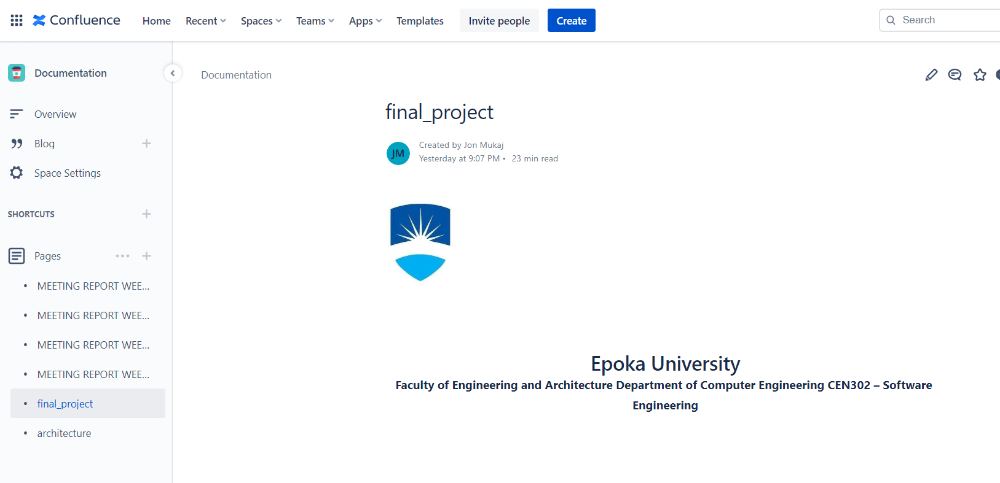 Confluence Home Recent Spaces Teams Apps Templates Invite people Create Search
Documentation
Overview
Blog
Space Settings
SHORTCUTS
Pages
MEETING REPORT WEE...
MEETING REPORT WEE...
MEETING REPORT WEE...
MEETING REPORT WEE...
final_project
architecture
Documentation
final_project
JM
Created by Jon Mukaj
Yesterday at 9:07 PM • 23 min read
Epoka University
Faculty of Engineering and Architecture Department of Computer Engineering CEN302 – Software
Engineering